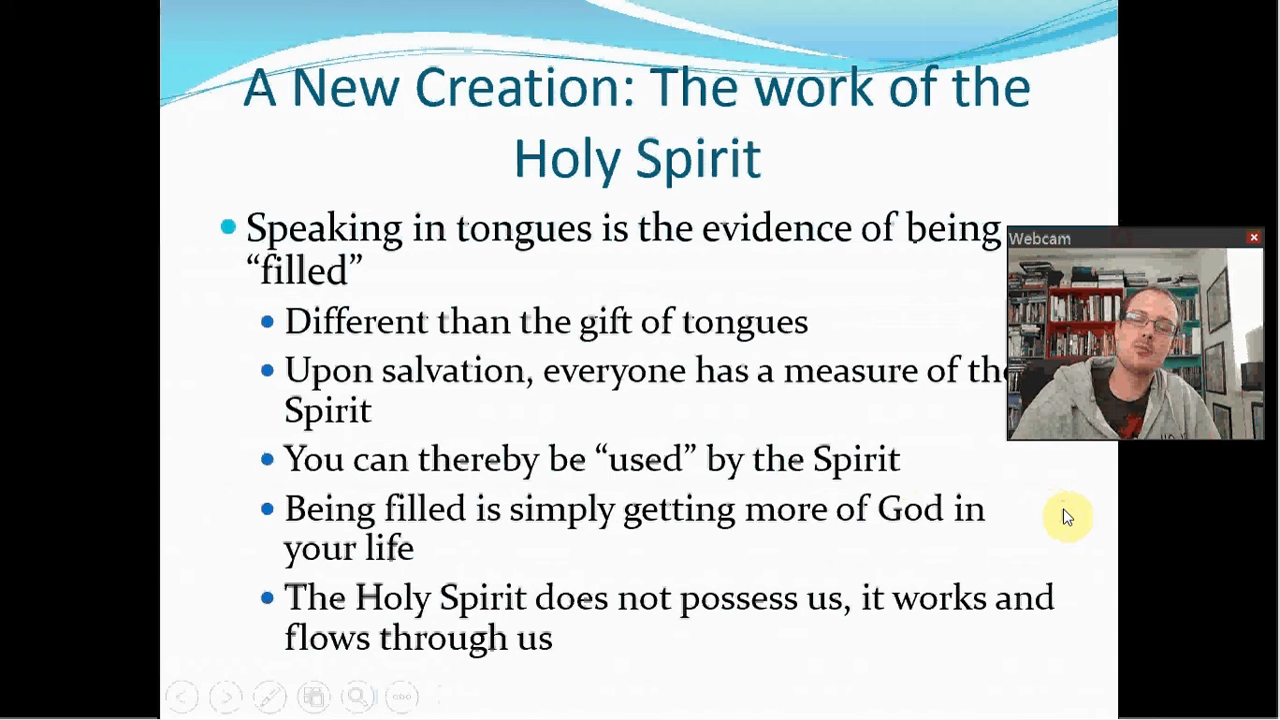 A New Creation: The work of the
Holy Spirit
Speaking in tongues is the evidence of being
“filled”
Webcam
Different than the gift of tongues
Upon salvation, everyone has a measure of the
Spirit
You can thereby be “used” by the Spirit
Being filled is simply getting more of God in
your life
The Holy Spirit does not possess us, it works and
flows through us